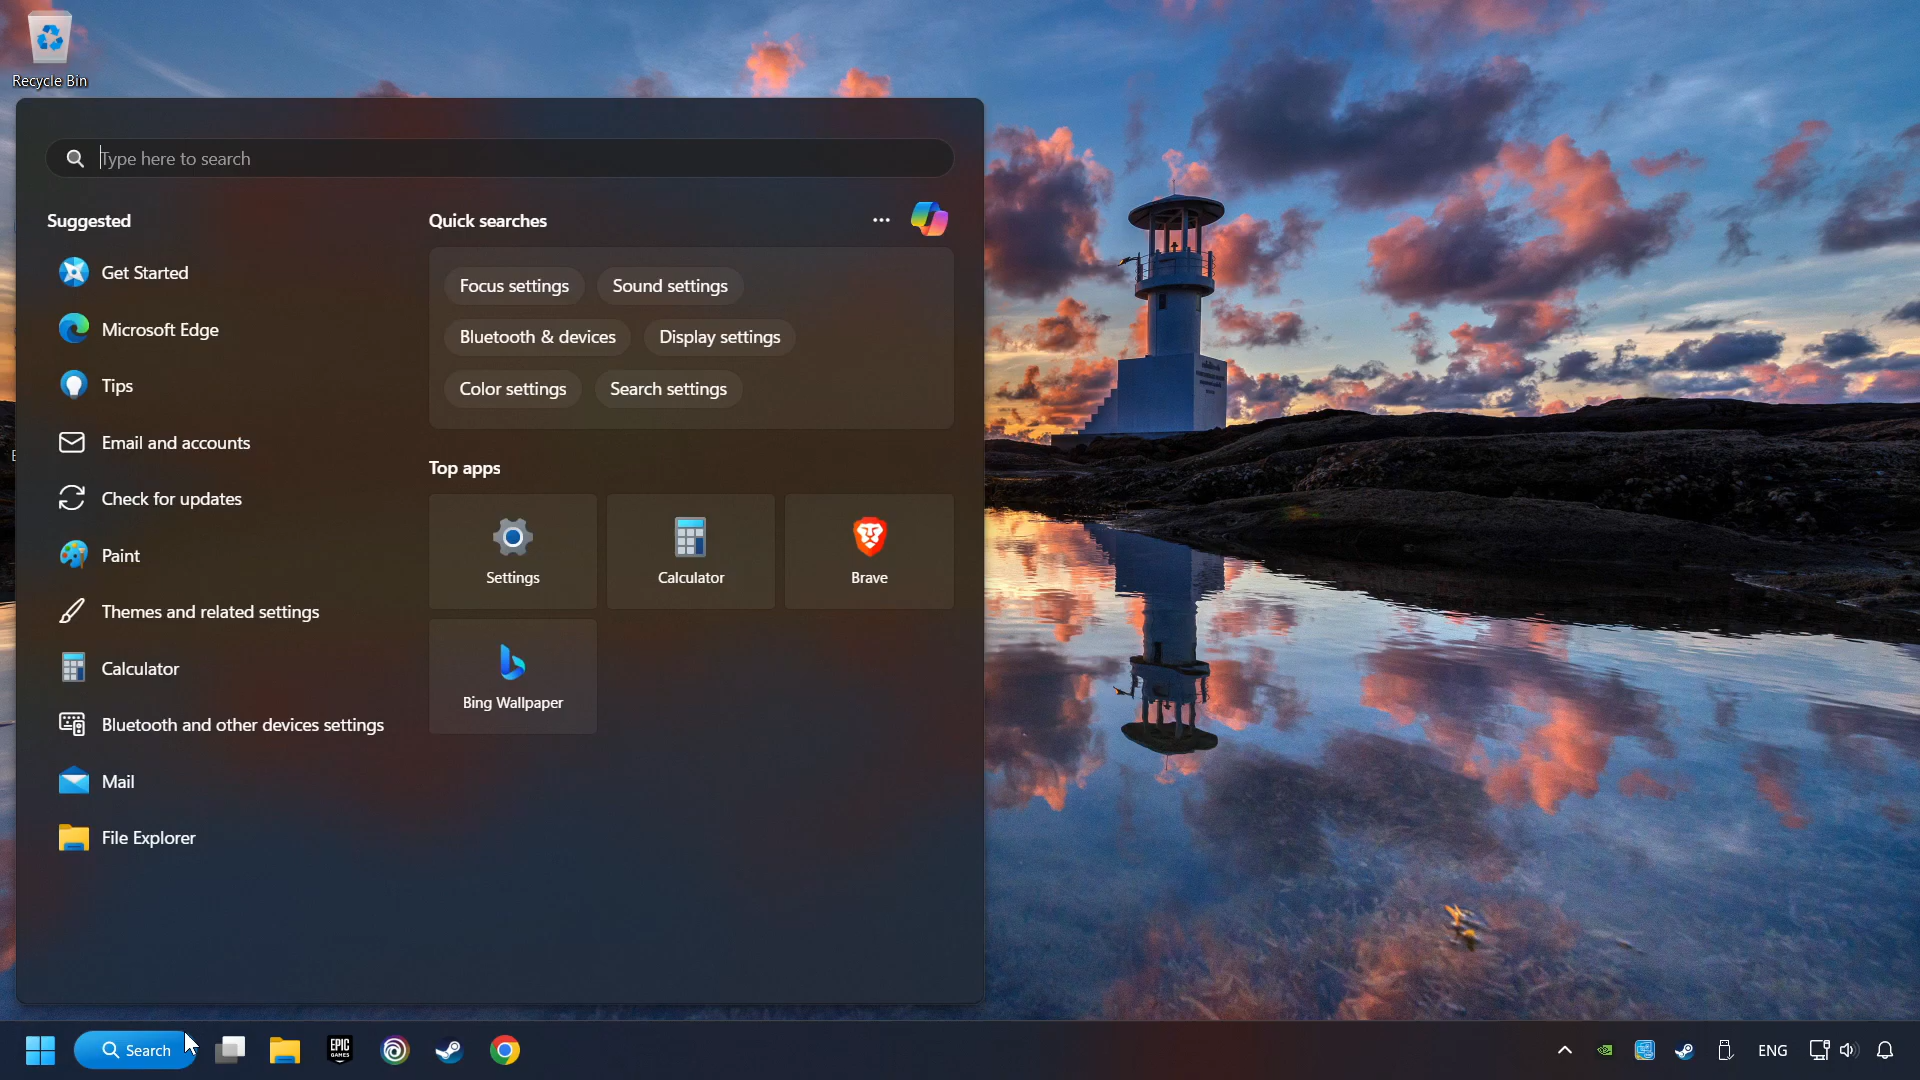 Recycle Bin
Type here to search
Suggested
Get Started
Microsoft Edge
Tips
Email and accounts
Check for updates
Paint
Themes and related settings
Calculator
Bluetooth and other devices settings
Mail
File Explorer
Quick searches
Focus settings
Sound settings
Bluetooth & devices
Display settings
Color settings
Search settings
Top apps
Settings
Calculator
Brave
Bing Wallpaper
Search
EPIC
GAMES
ENG